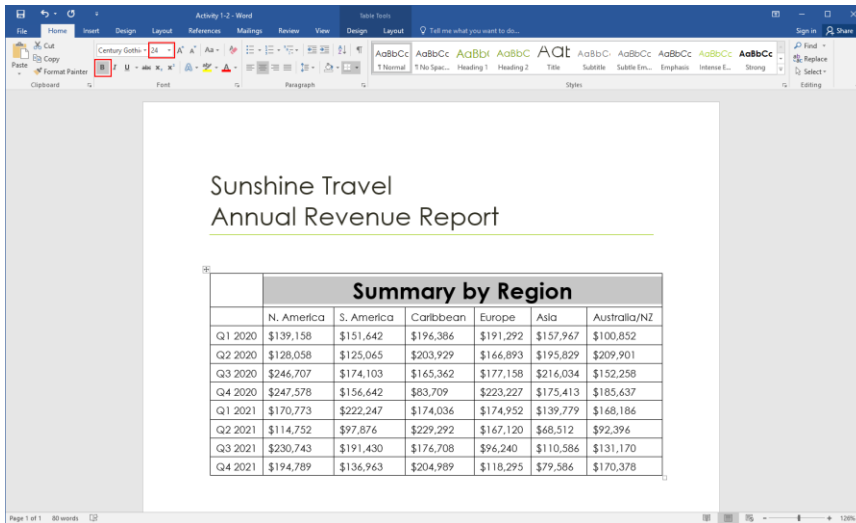 Activity 1-2 - Word
Table Tools
File Home Insert Design Layout References Mailings Review View Design Layout Tell me what you want to do... Sign in Share
Cut
Copy
Format Painter
Paste
Century Gothi 24
Aa
B I U abc x₂ x²
AaBbCc AaBbCc AaBbC AaBbC AaB AaBbC AaBbCc AaBbCc AaBbCc AaBbCc
¶ Normal ¶ No Spac... Heading 1 Heading 2 Title Subtitle Subtle Em... Emphasis Intense E... Strong
Find
Replace
Select
Clipboard Font Paragraph Styles Editing
Sunshine Travel
Annual Revenue Report
Summary by Region
N. America S. America Caribbean Europe Asia Australia/NZ
Q1 2020 $139,158 $151,642 $196,386 $191,292 $157,967 $100,852
Q2 2020 $128,058 $125,065 $203,929 $166,893 $195,829 $209,901
Q3 2020 $246,707 $174,103 $165,362 $177,158 $216,034 $152,258
Q4 2020 $247,578 $156,642 $83,709 $223,227 $175,413 $185,637
Q1 2021 $170,773 $222,247 $174,036 $174,952 $139,779 $168,186
Q2 2021 $114,752 $97,876 $229,292 $167,120 $68,512 $92,396
Q3 2021 $230,743 $191,430 $176,708 $96,240 $110,586 $131,170
Q4 2021 $194,789 $136,963 $204,989 $118,295 $79,586 $170,378
Page 1 of 1 80 words